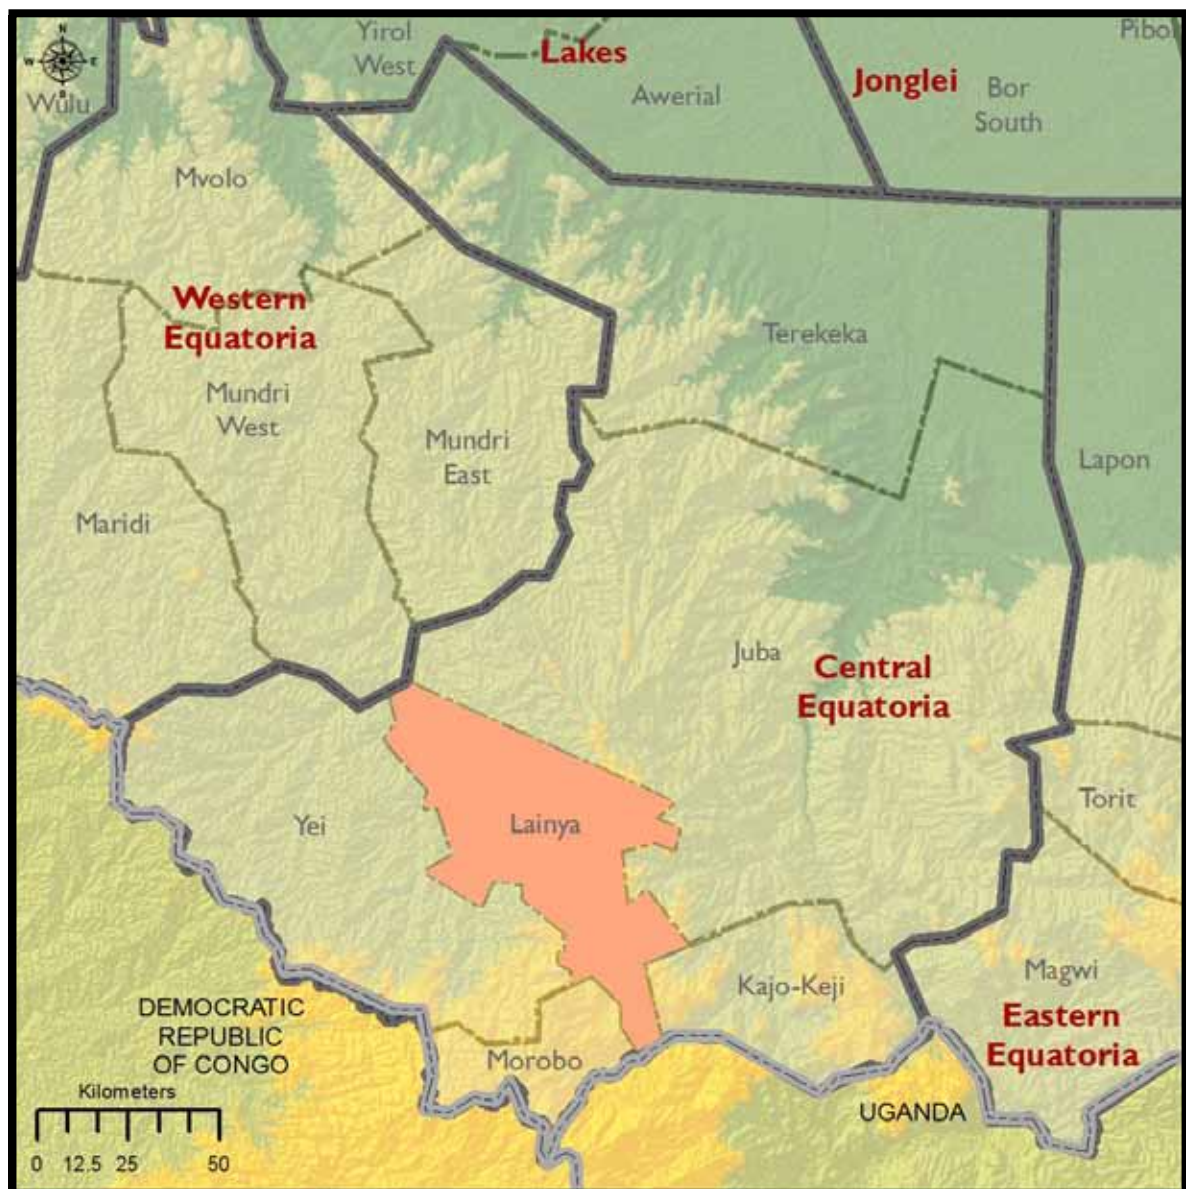 N
W E
S
Yirol
West
Lakes
Pibor
Jonglei
Awerial
Bor
South
Wulu
Mvolo
Western
Equatoria
Terekeka
Mundri
West
Mundri
East
Lapon
Maridi
Juba
Central
Equatoria
Yei
Lainya
Torit
Kajo-Keji
Magwi
DEMOCRATIC
REPUBLIC
OF CONGO
Eastern
Equatoria
Morobo
Kilometers
UGANDA
0 12.5 25 50